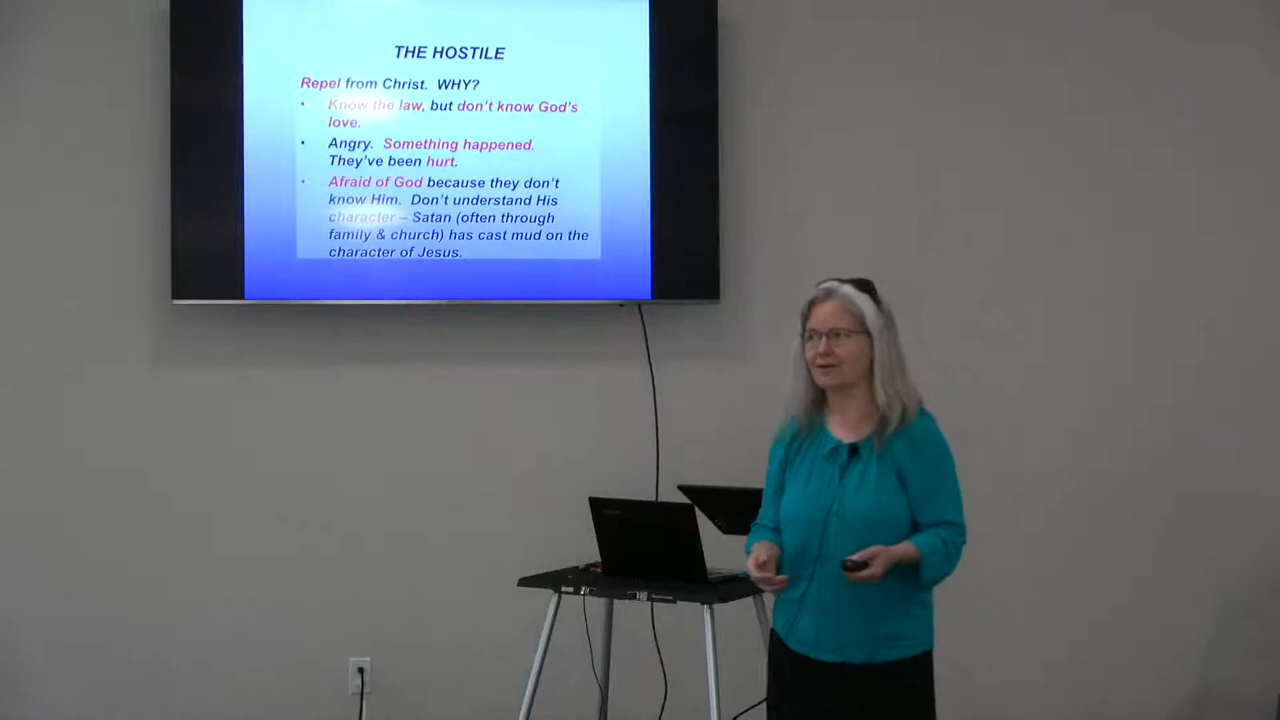 THE HOSTILE
Repel from Christ. WHY?
• Know the law, but don't know God's
love.
• Angry. Something happened.
They've been hurt.
• Afraid of God because they don't
know Him. Don't understand His
character – Satan (often through
family & church) has cast mud on the
character of Jesus.